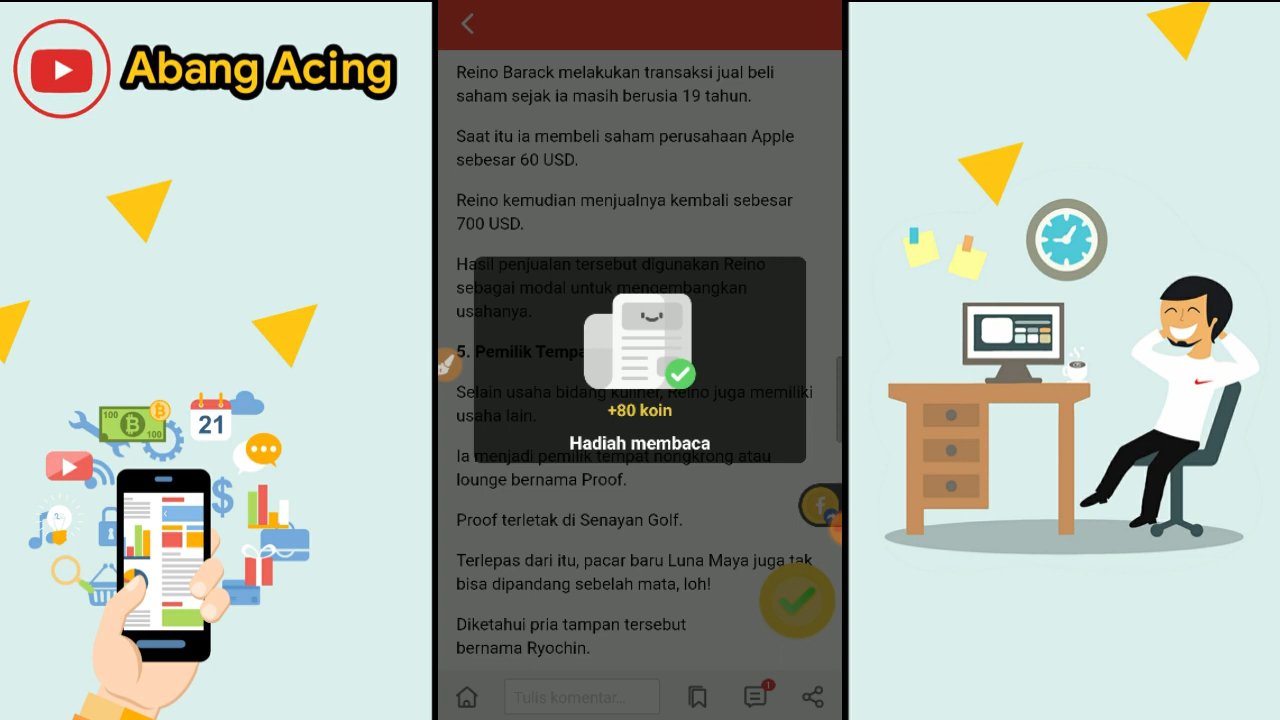 Abang Acing
Reino Barack melakukan transaksi jual beli
saham sejak ia masih berusia 19 tahun.
Saat itu ia membeli saham perusahaan Apple
sebesar 60 USD.
Reino kemudian menjualnya kembali sebesar
700 USD.
Hasil penjualan tersebut digunakan Reino
sebagai modal untuk mengembangkan
usahanya.
5. Pemilik Tempa
Selain usaha bidang kuliner, Reino juga memiliki
usaha lain.
+80 koin
Hadiah membaca
Ia menjadi pemilik tempat nongkrong atau
lounge bernama Proof.
Proof terletak di Senayan Golf.
Terlepas dari itu, pacar baru Luna Maya juga tak
bisa dipandang sebelah mata, loh!
Diketahui pria tampan tersebut
bernama Ryochin.
Tulis komentar...
1
100
100
21